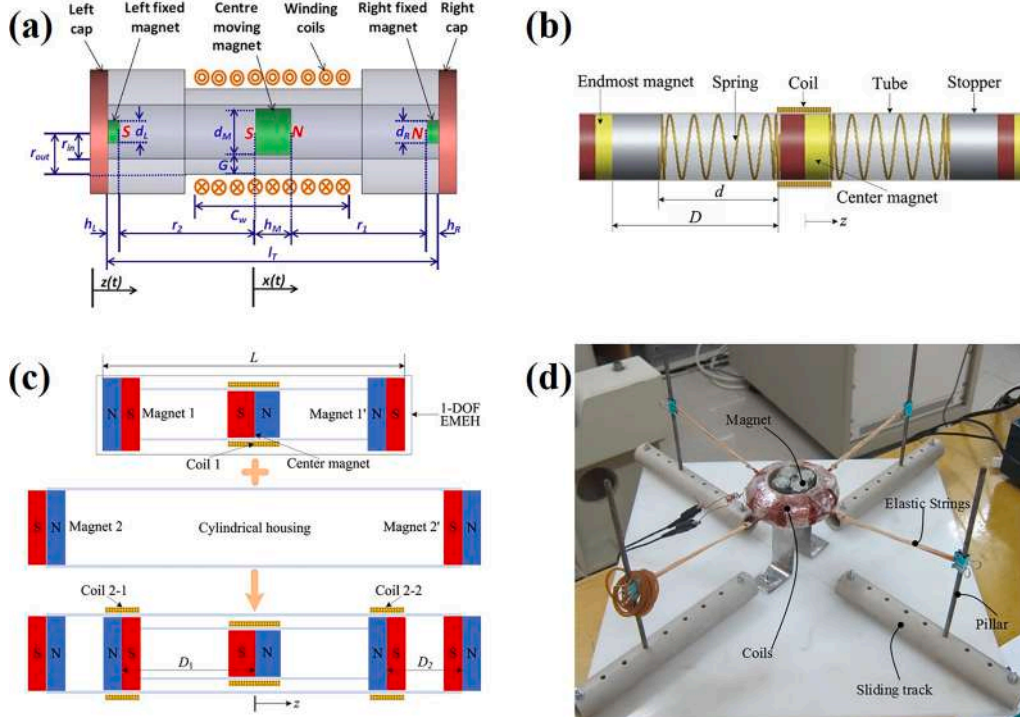 (a)
Left cap
Left fixed magnet
Centre moving magnet
Winding coils
Right fixed magnet
Right cap
S
d_L
S
d_M
N
d_R
N
r_out
r_in
G
C_w
h_L
r_2
h_M
r_1
h_R
l_T
z(t)
x(t)
(b)
Endmost magnet
Spring
Coil
Tube
Stopper
d
Center magnet
D
z
(c)
L
N
S
Magnet 1
S
N
Magnet 1'
N
S
1-DOF
EMEH
Coil 1
Center magnet
S
N
Magnet 2
Cylindrical housing
Magnet 2'
S
N
Coil 2-1
Coil 2-2
S
N
N
S
D_1
S
N
N
S
D_2
S
N
z
(d)
Magnet
Elastic Strings
Pillar
Coils
Sliding track